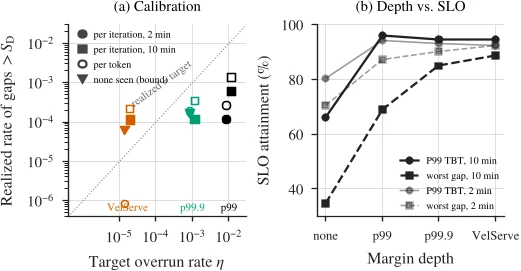 (a) Calibration
Realized rate of gaps > S_D
10⁻²
10⁻³
10⁻⁴
10⁻⁵
10⁻⁶
per iteration, 2 min
per iteration, 10 min
per token
none seen (bound)
realized = target
VelServe
p99.9
p99
10⁻⁵
10⁻⁴
10⁻³
10⁻²
Target overrun rate η
(b) Depth vs. SLO
SLO attainment (%)
100
80
60
40
P99 TBT, 10 min
worst gap, 10 min
P99 TBT, 2 min
worst gap, 2 min
none
p99
p99.9
VelServe
Margin depth